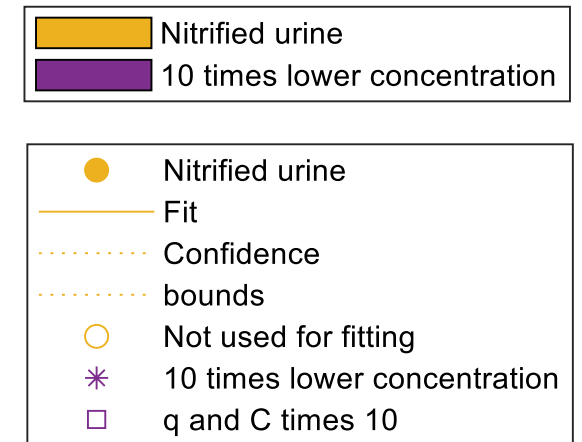 Nitrified urine
10 times lower concentration
Nitrified urine
Fit
Confidence
bounds
Not used for fitting
10 times lower concentration
q and C times 10